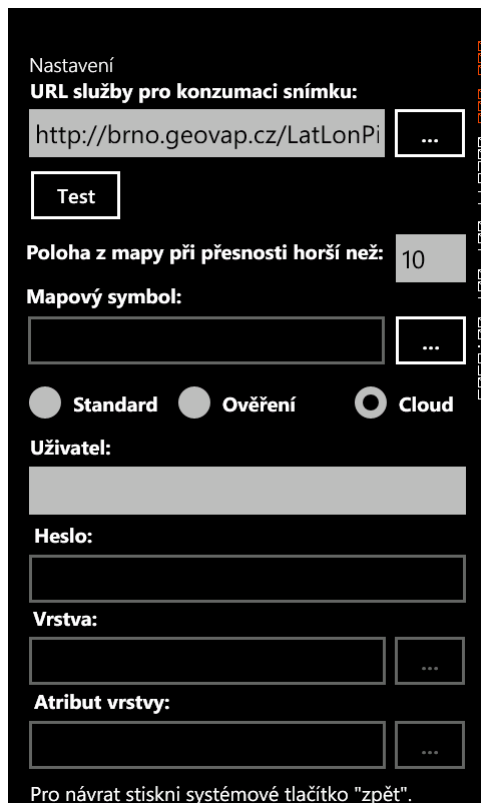 Nastavení
URL služby pro konzumaci snímku:
http://brno.geovap.cz/LatLonPi ...
Test
Poloha z mapy při přesnosti horší než: 10
Mapový symbol:
...
Standard Ověření Cloud
Uživatel:
Heslo:
Vrstva:
...
Atribut vrstvy:
...
Pro návrat stiskni systémové tlačítko "zpět".